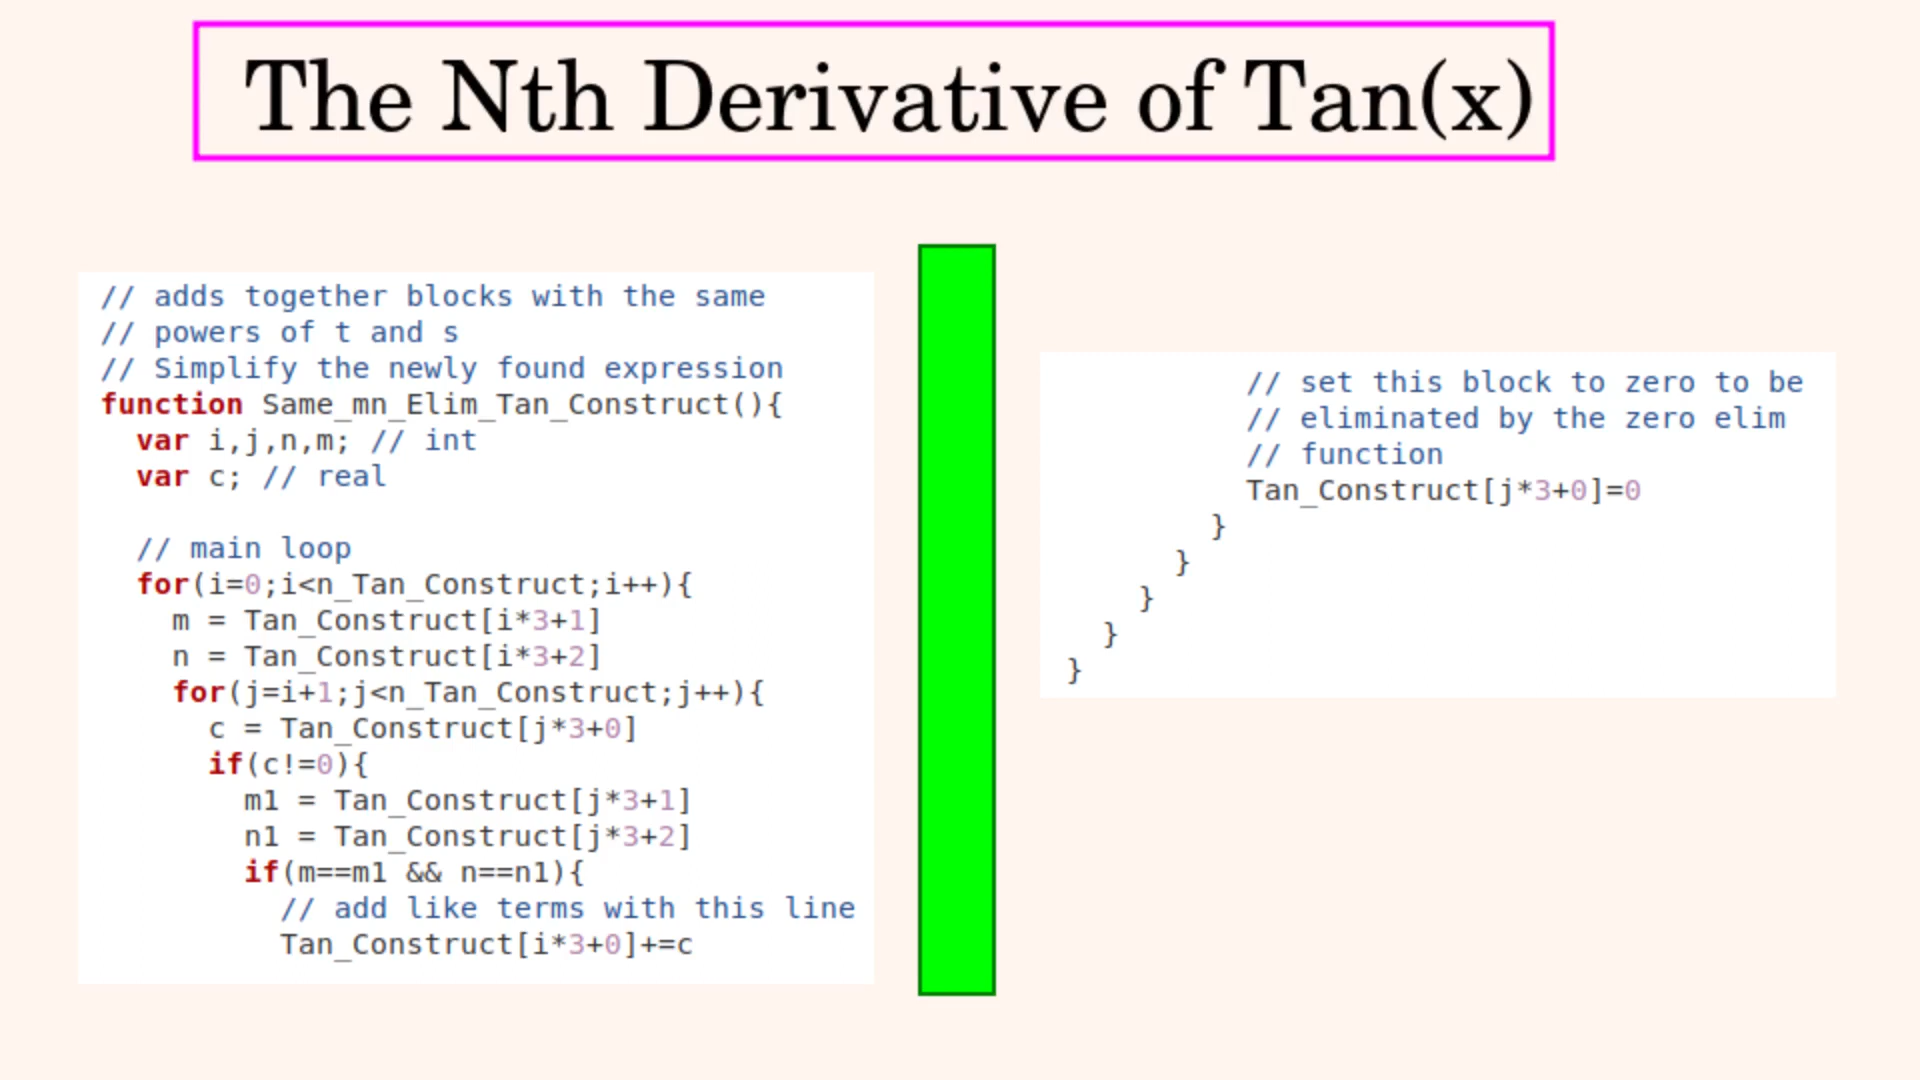 The Nth Derivative of Tan(x)
// adds together blocks with the same
// powers of t and s
// Simplify the newly found expression
function Same_mn_Elim_Tan_Construct(){
  var i,j,n,m; // int
  var c; // real

  // main loop
  for(i=0;i<n_Tan_Construct;i++){
    m = Tan_Construct[i*3+1]
    n = Tan_Construct[i*3+2]
    for(j=i+1;j<n_Tan_Construct;j++){
      c = Tan_Construct[j*3+0]
      if(c!=0){
        m1 = Tan_Construct[j*3+1]
        n1 = Tan_Construct[j*3+2]
        if(m==m1 && n==n1){
          // add like terms with this line
          Tan_Construct[i*3+0]+=c
          // set this block to zero to be
          // eliminated by the zero elim
          // function
          Tan_Construct[j*3+0]=0
        }
      }
    }
  }
}